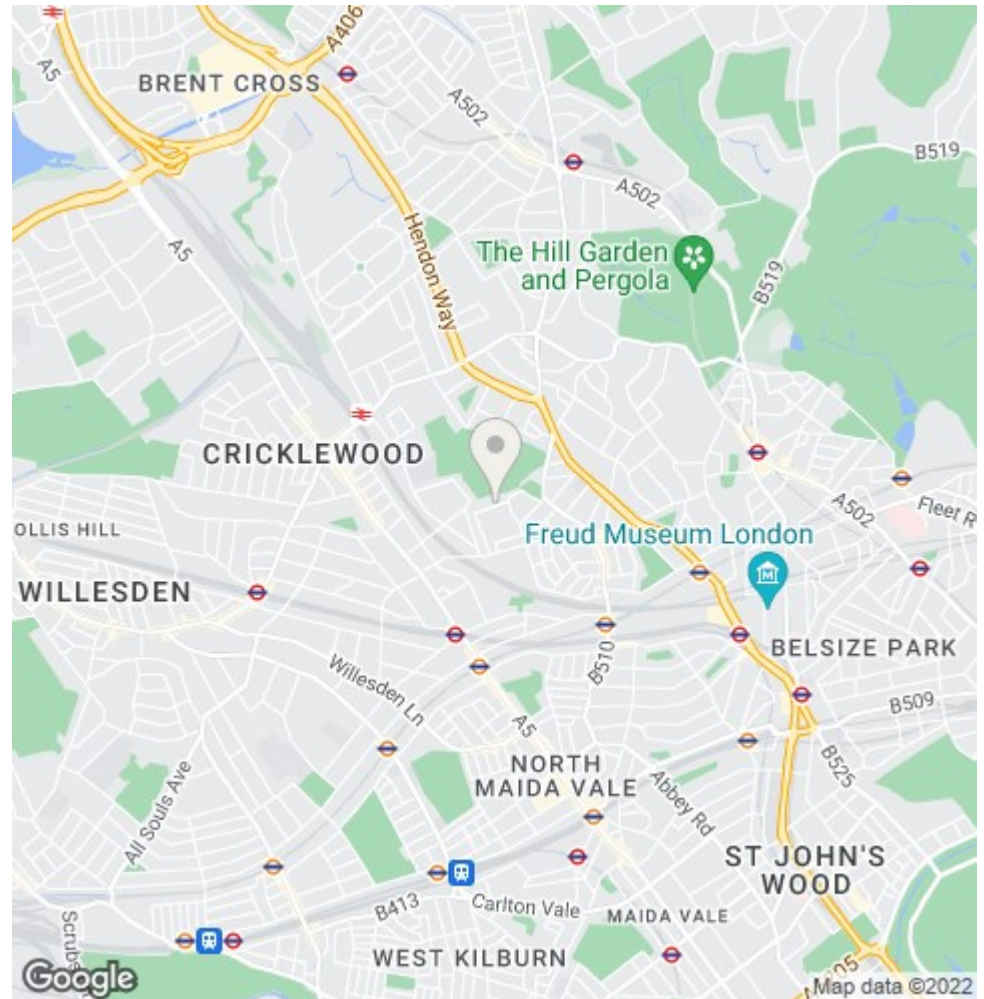 A406
A5
BRENT CROSS
A502
B519
A502
A5
The Hill Garden
and Pergola
B519
Hendon Way
CRICKLEWOOD
A502
Fleet R
OLLIS HILL
Freud Museum London
M
WILLESDEN
B510
BELSIZE PARK
Willesden Ln
B509
A5
B525
NORTH
MAIDA VALE
Abbey Rd
All Souls Ave
ST JOHN'S
WOOD
B413
Carlton Vale
MAIDA VALE
Scrubs
WEST KILBURN
Google
Map data ©2022